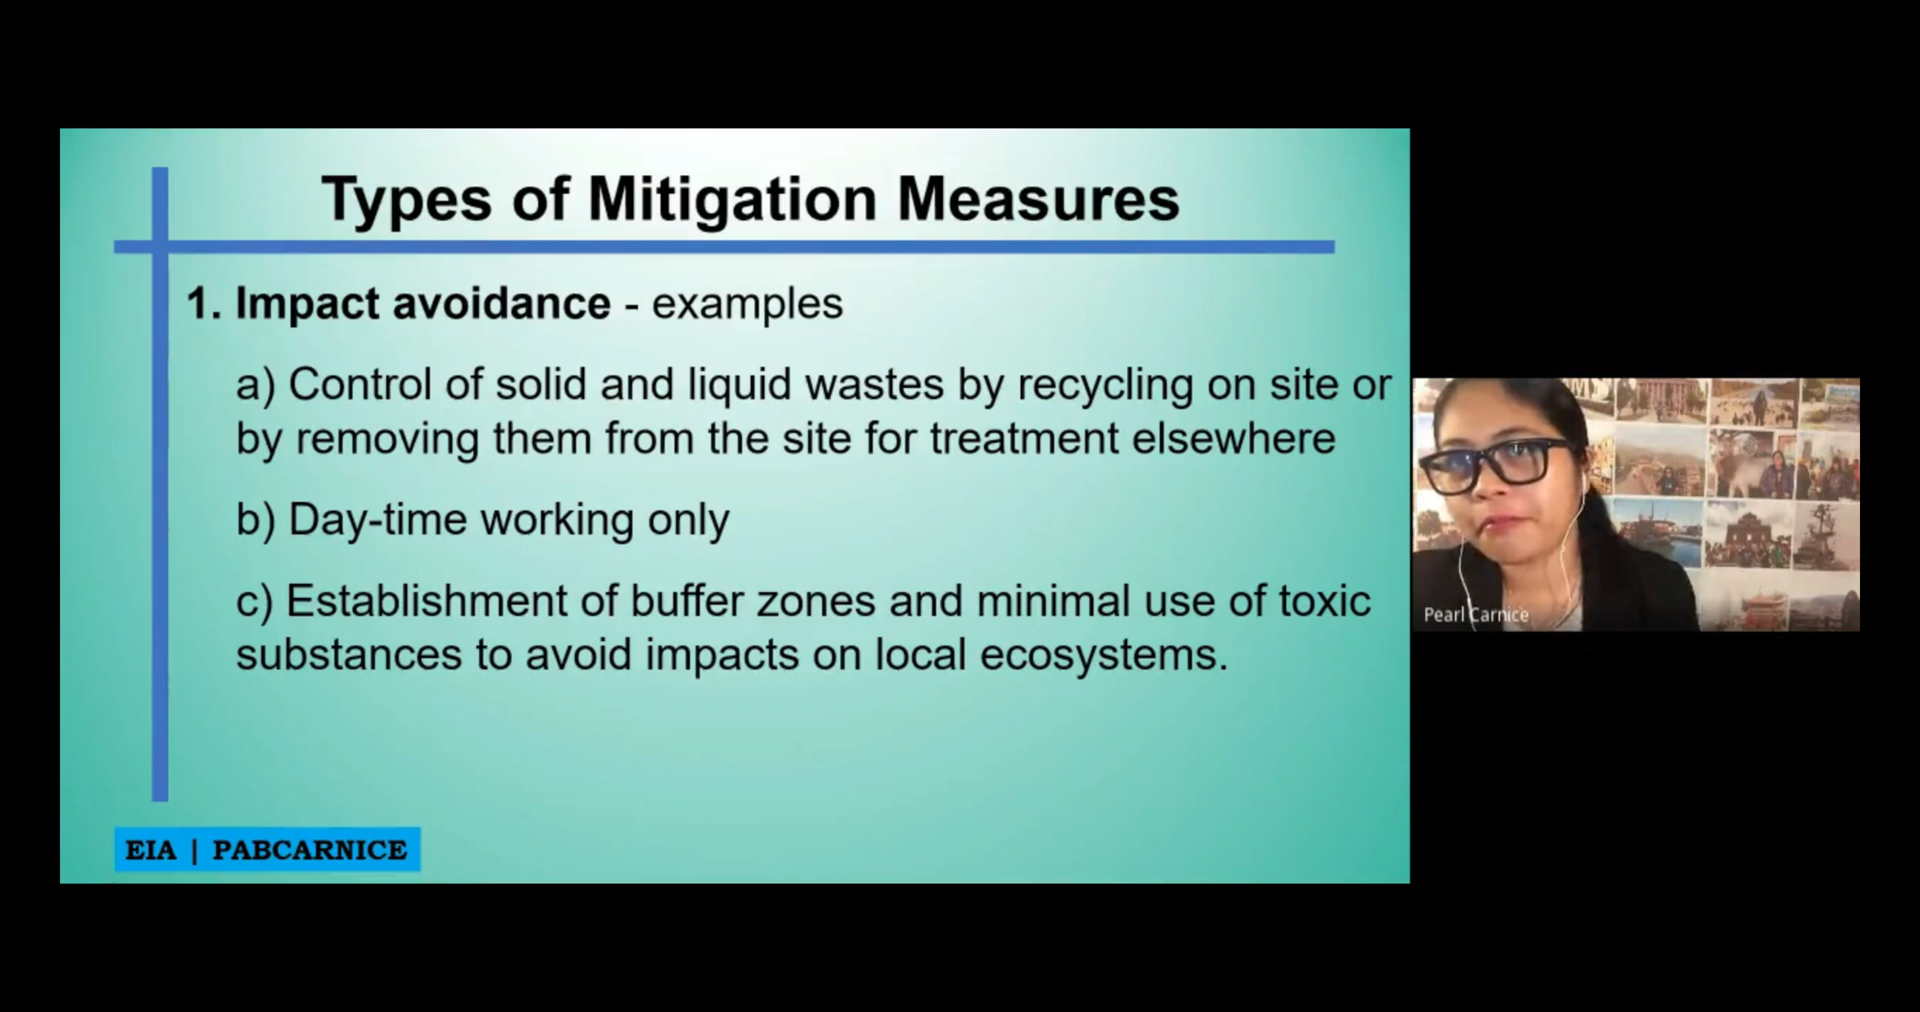 Types of Mitigation Measures
1. Impact avoidance - examples
a) Control of solid and liquid wastes by recycling on site or
by removing them from the site for treatment elsewhere
b) Day-time working only
c) Establishment of buffer zones and minimal use of toxic
substances to avoid impacts on local ecosystems.
EIA | PABCARNICE
Pearl Carnice